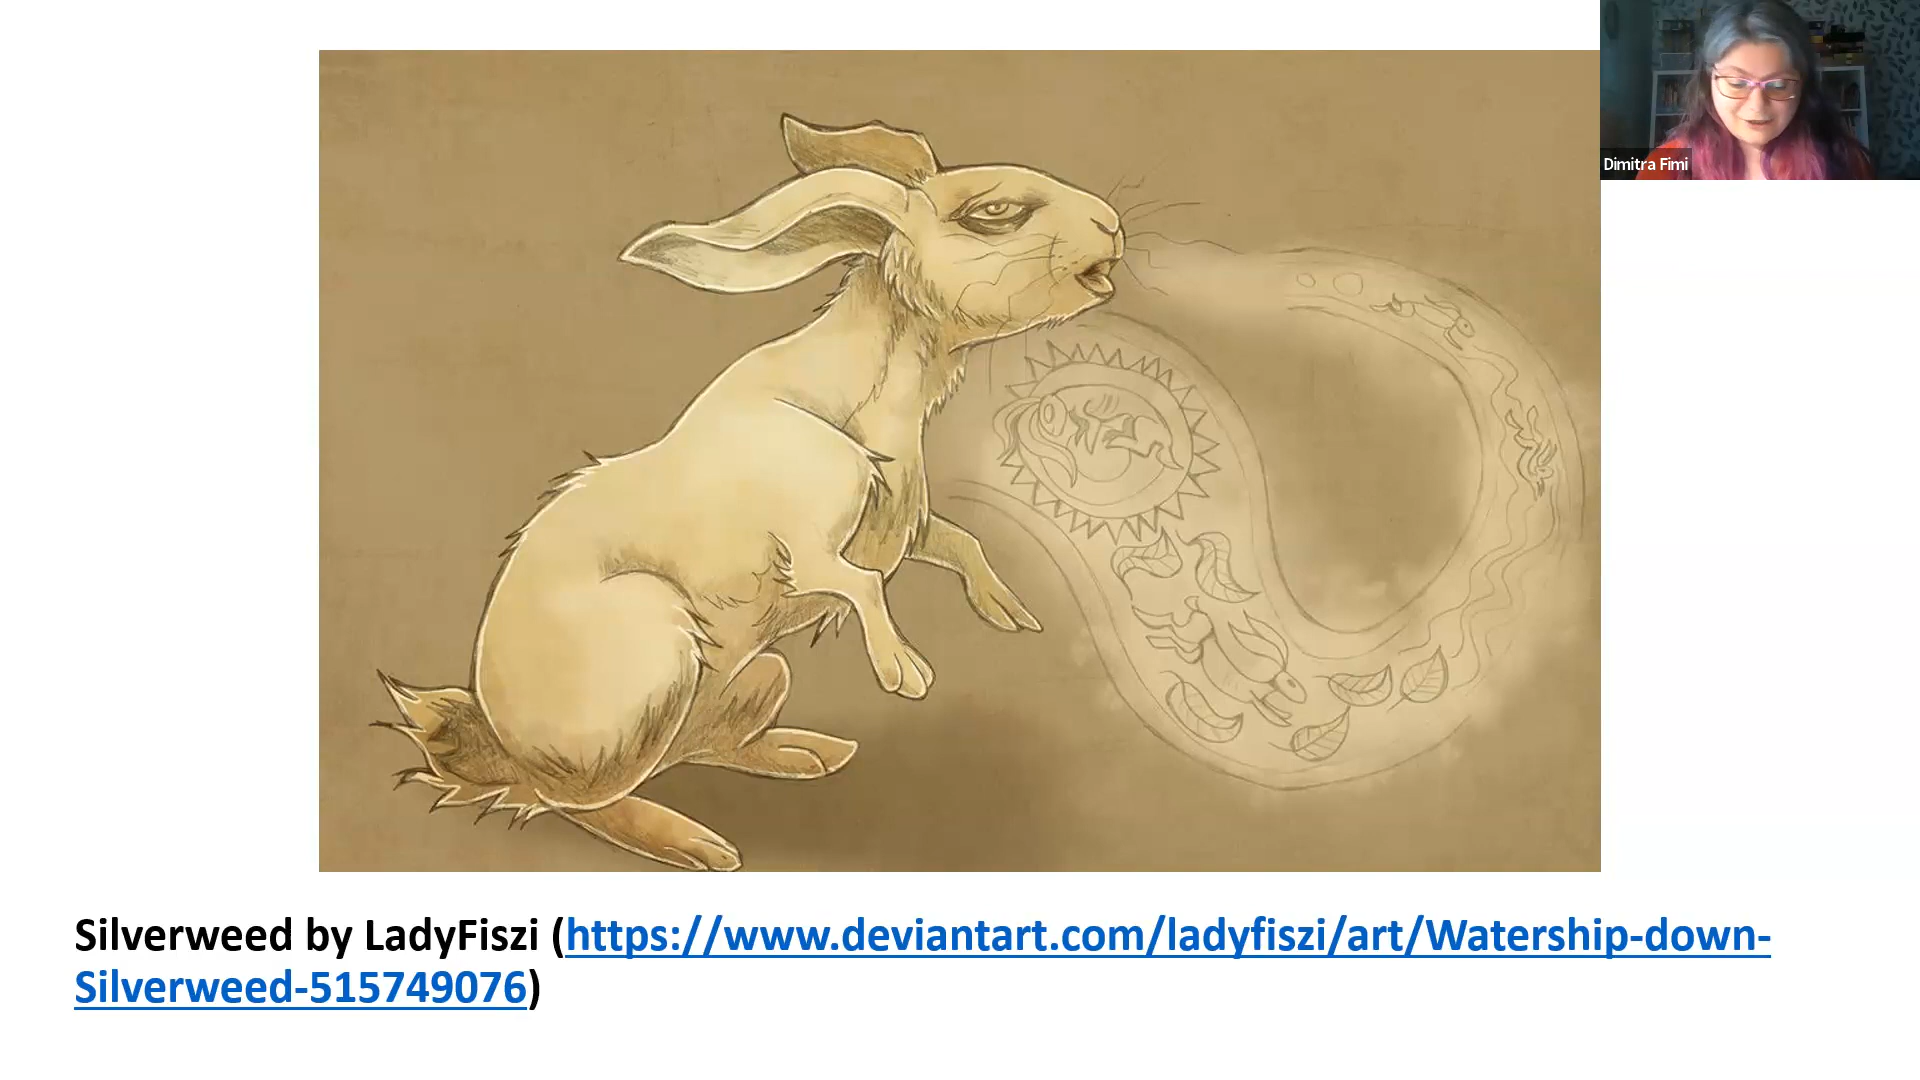 Dimitra Fimi
Silverweed by LadyFiszi (https://www.deviantart.com/ladyfiszi/art/Watership-down-
Silverweed-515749076)